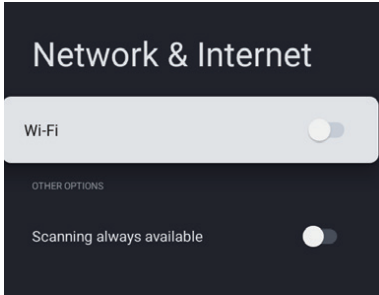 Network & Internet
Wi-Fi
OTHER OPTIONS
Scanning always available